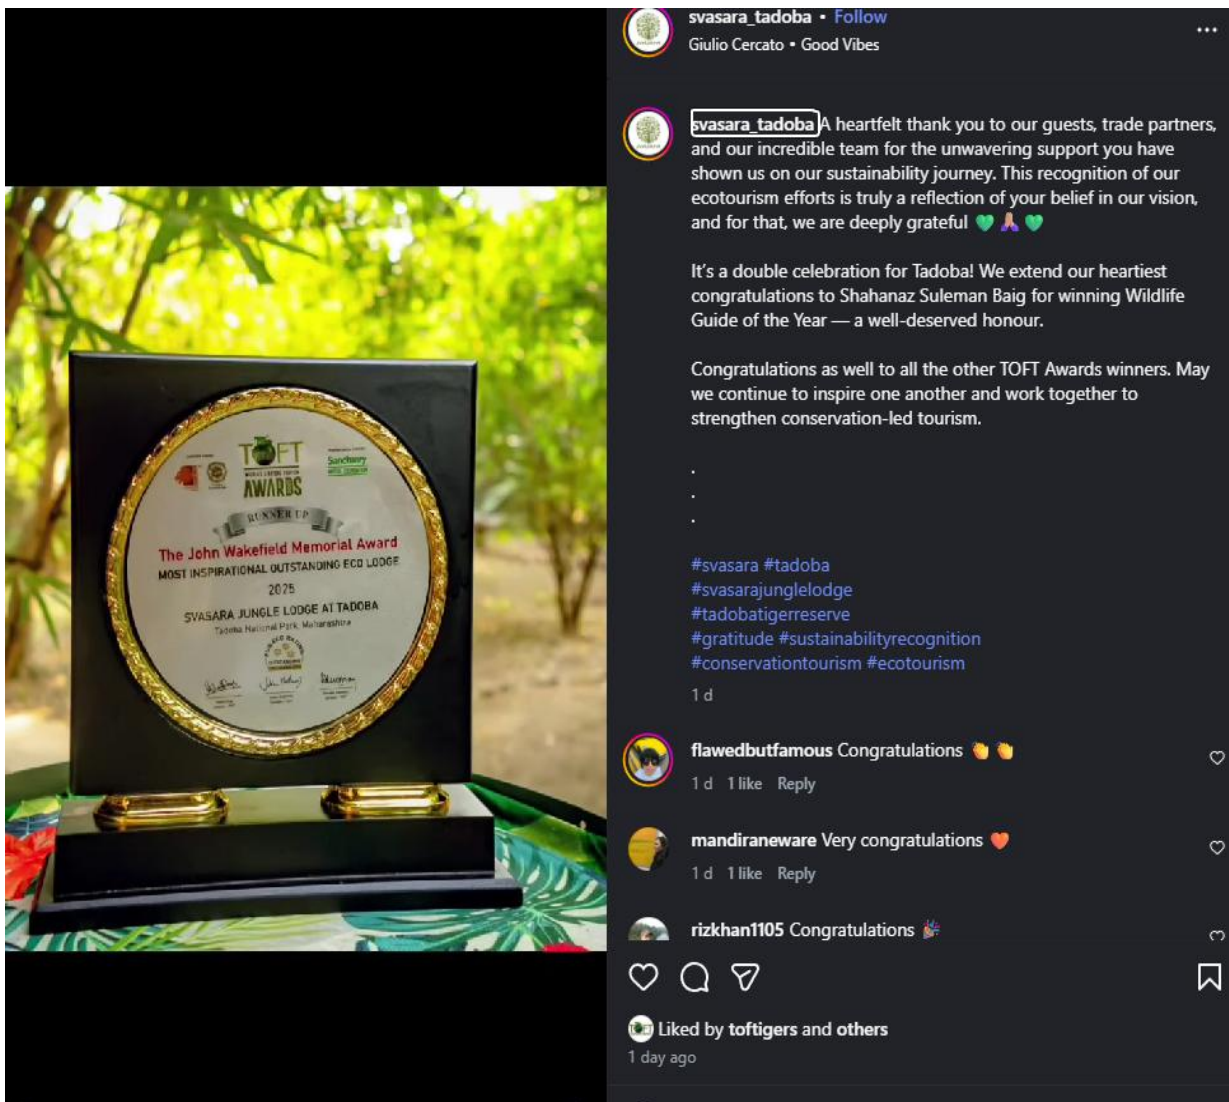 TOFT
WORLD'S NATURE TOURISM
AWARDS
Sanctuary
RUNNER UP
The John Wakefield Memorial Award
MOST INSPIRATIONAL OUTSTANDING ECO LODGE
2025
SVASARA JUNGLE LODGE AT TADOBA
Tadoba National Park, Maharashtra
OUTSTANDING
svasara_tadoba • Follow
Giulio Cercato • Good Vibes
svasara_tadoba A heartfelt thank you to our guests, trade partners,
and our incredible team for the unwavering support you have
shown us on our sustainability journey. This recognition of our
ecotourism efforts is truly a reflection of your belief in our vision,
and for that, we are deeply grateful 💚🙏🏼💚
It's a double celebration for Tadoba! We extend our heartiest
congratulations to Shahanaz Suleman Baig for winning Wildlife
Guide of the Year — a well-deserved honour.
Congratulations as well to all the other TOFT Awards winners. May
we continue to inspire one another and work together to
strengthen conservation-led tourism.
.
.
.
#svasara #tadoba
#svasarajunglelodge
#tadobatigerreserve
#gratitude #sustainabilityrecognition
#conservationtourism #ecotourism
1 d
flawedbutfamous Congratulations 👏👏
1 d 1 like Reply
mandiraneware Very congratulations ❤️
1 d 1 like Reply
rizkhan1105 Congratulations 🎉
Liked by toftigers and others
1 day ago